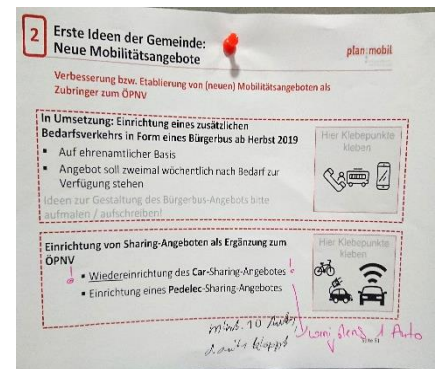 2
Erste Ideen der Gemeinde:
Neue Mobilitätsangebote
plan:mobil
Verbesserung bzw. Etablierung von (neuen) Mobilitätsangeboten als
Zubringer zum ÖPNV
In Umsetzung: Einrichtung eines zusätzlichen
Bedarfsverkehrs in Form eines Bürgerbus ab Herbst 2019
Hier Klebepunkte
kleben
▪ Auf ehrenamtlicher Basis
▪ Angebot soll zweimal wöchentlich nach Bedarf zur
Verfügung stehen
Ideen zur Gestaltung des Bürgerbus-Angebots bitte
aufmalen / aufschreiben!
Einrichtung von Sharing-Angeboten als Ergänzung zum
ÖPNV
Hier Klebepunkte
kleben
! ▪ Wiedereinrichtung des Car-Sharing-Angebotes !
▪ Einrichtung eines Pedelec-Sharing-Angebotes
mind. 10 Autos,
damit klappt
wenigstens 1 Auto